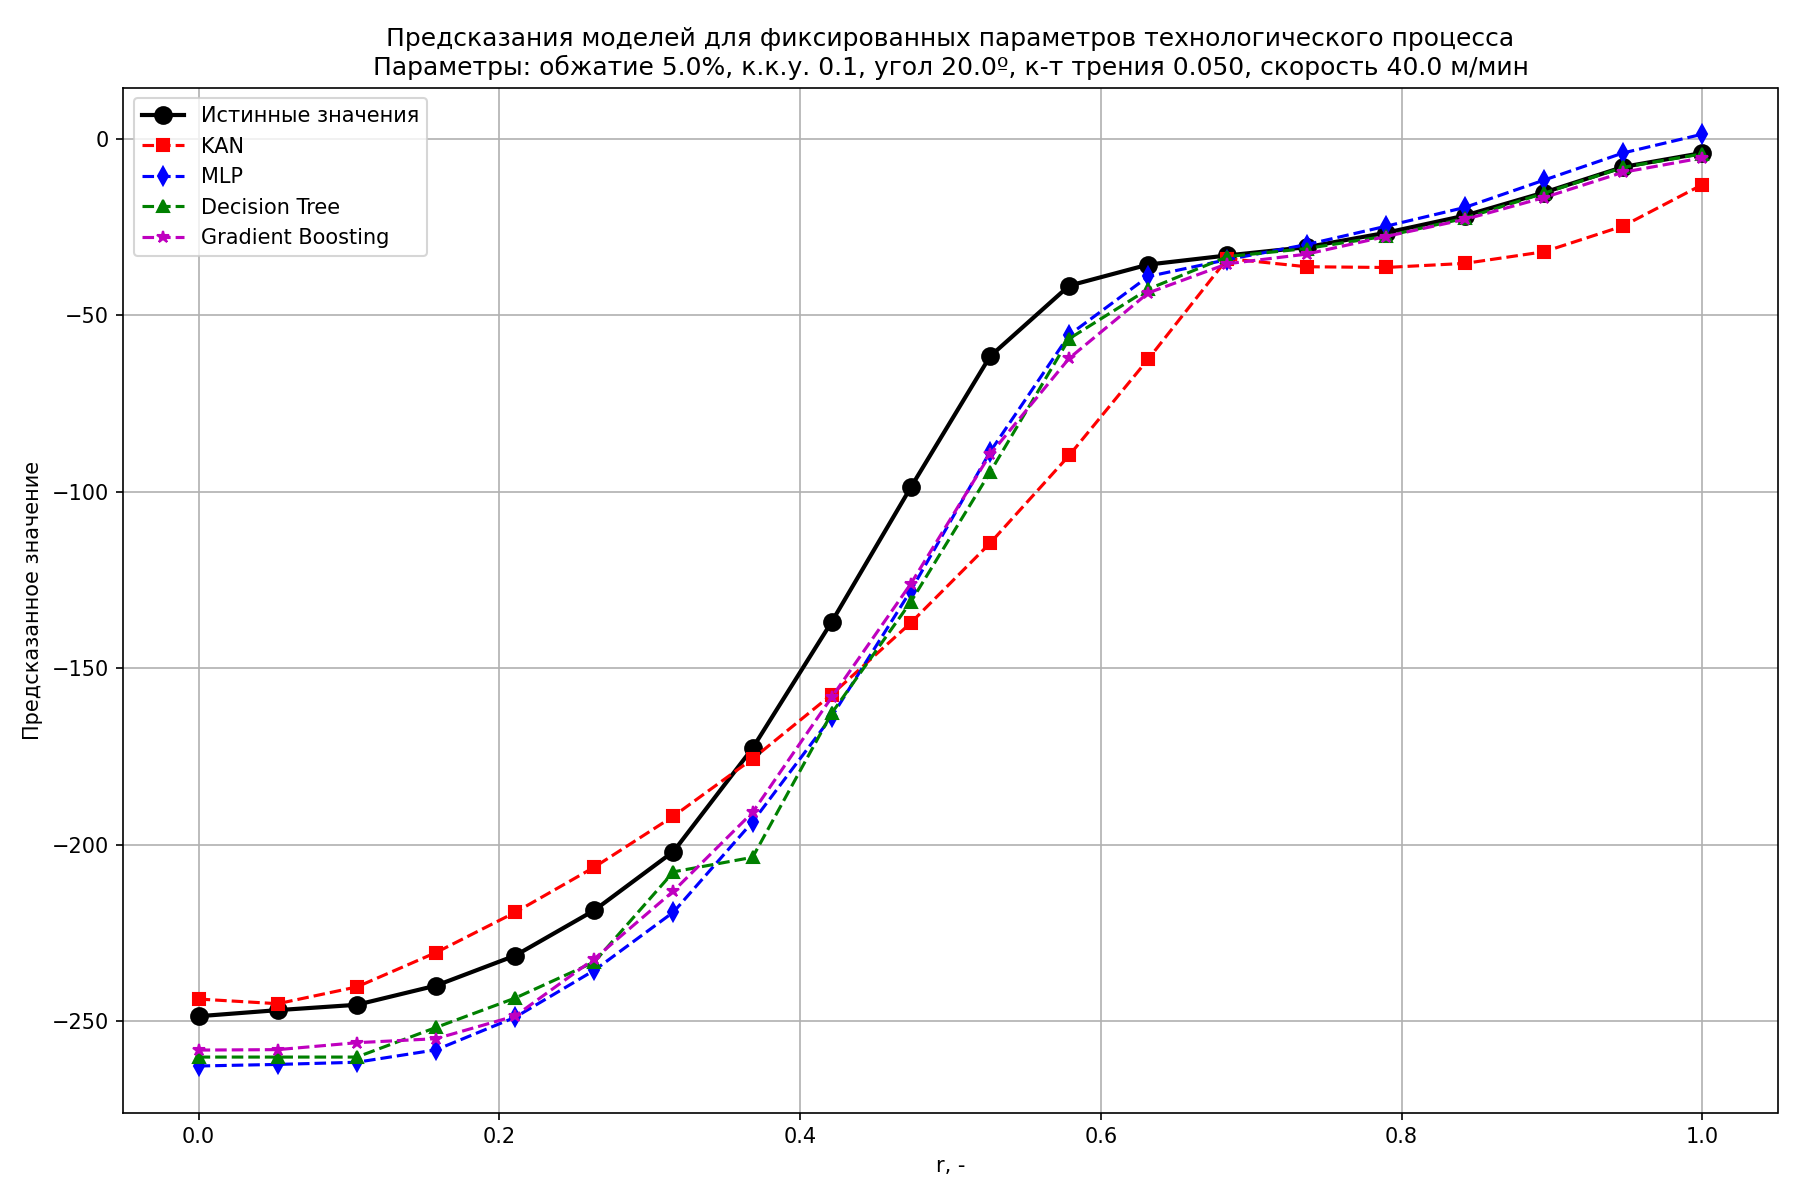 Предсказания моделей для фиксированных параметров технологического процесса
Параметры: обжатие 5.0%, к.к.у. 0.1, угол 20.0º, к-т трения 0.050, скорость 40.0 м/мин
Истинные значения
KAN
MLP
Decision Tree
Gradient Boosting
Предсказанное значение
0
−50
−100
−150
−200
−250
0.0
0.2
0.4
0.6
0.8
1.0
r, -